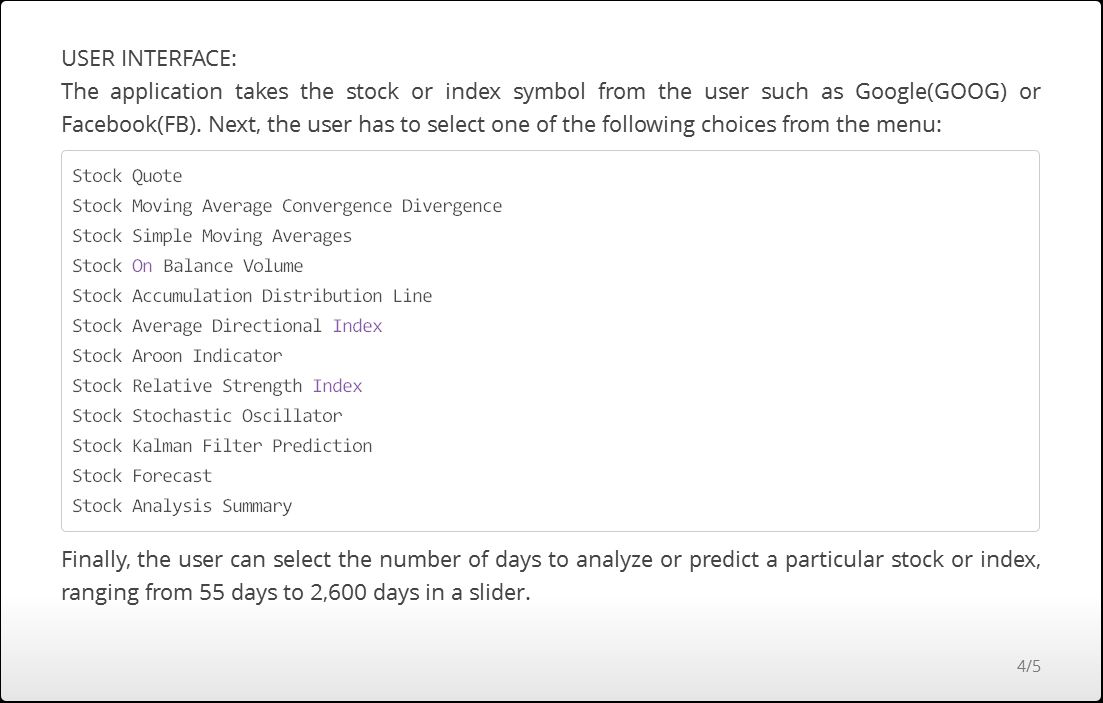 USER INTERFACE:
The application takes the stock or index symbol from the user such as Google(GOOG) or
Facebook(FB). Next, the user has to select one of the following choices from the menu:
Stock Quote
Stock Moving Average Convergence Divergence
Stock Simple Moving Averages
Stock On Balance Volume
Stock Accumulation Distribution Line
Stock Average Directional Index
Stock Aroon Indicator
Stock Relative Strength Index
Stock Stochastic Oscillator
Stock Kalman Filter Prediction
Stock Forecast
Stock Analysis Summary
Finally, the user can select the number of days to analyze or predict a particular stock or index,
ranging from 55 days to 2,600 days in a slider.
4/5